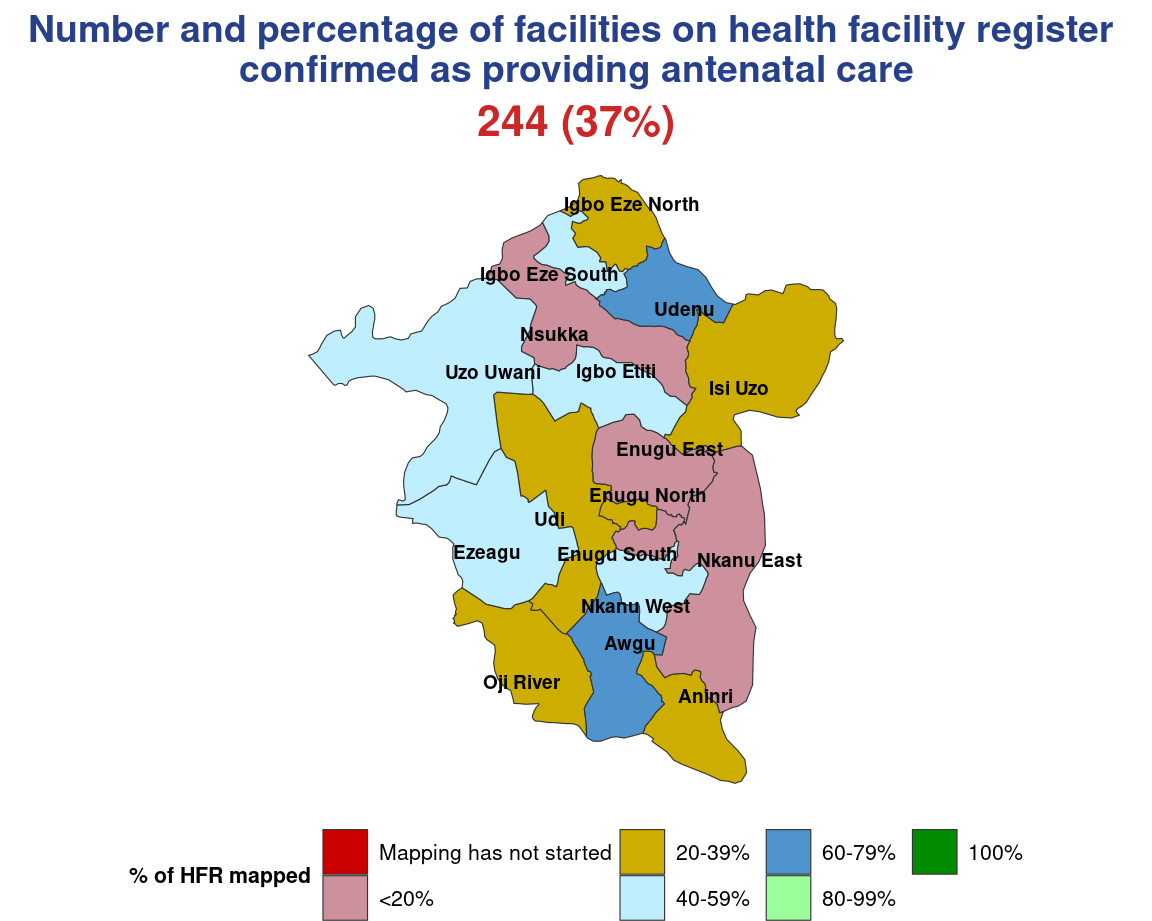 Number and percentage of facilities on health facility register
confirmed as providing antenatal care
244 (37%)
Igbo Eze North
Igbo Eze South
Udenu
Nsukka
Uzo Uwani
Igbo Etiti
Isi Uzo
Enugu East
Enugu North
Udi
Ezeagu
Enugu South
Nkanu East
Nkanu West
Awgu
Oji River
Aninri
% of HFR mapped
Mapping has not started
<20%
20-39%
40-59%
60-79%
80-99%
100%